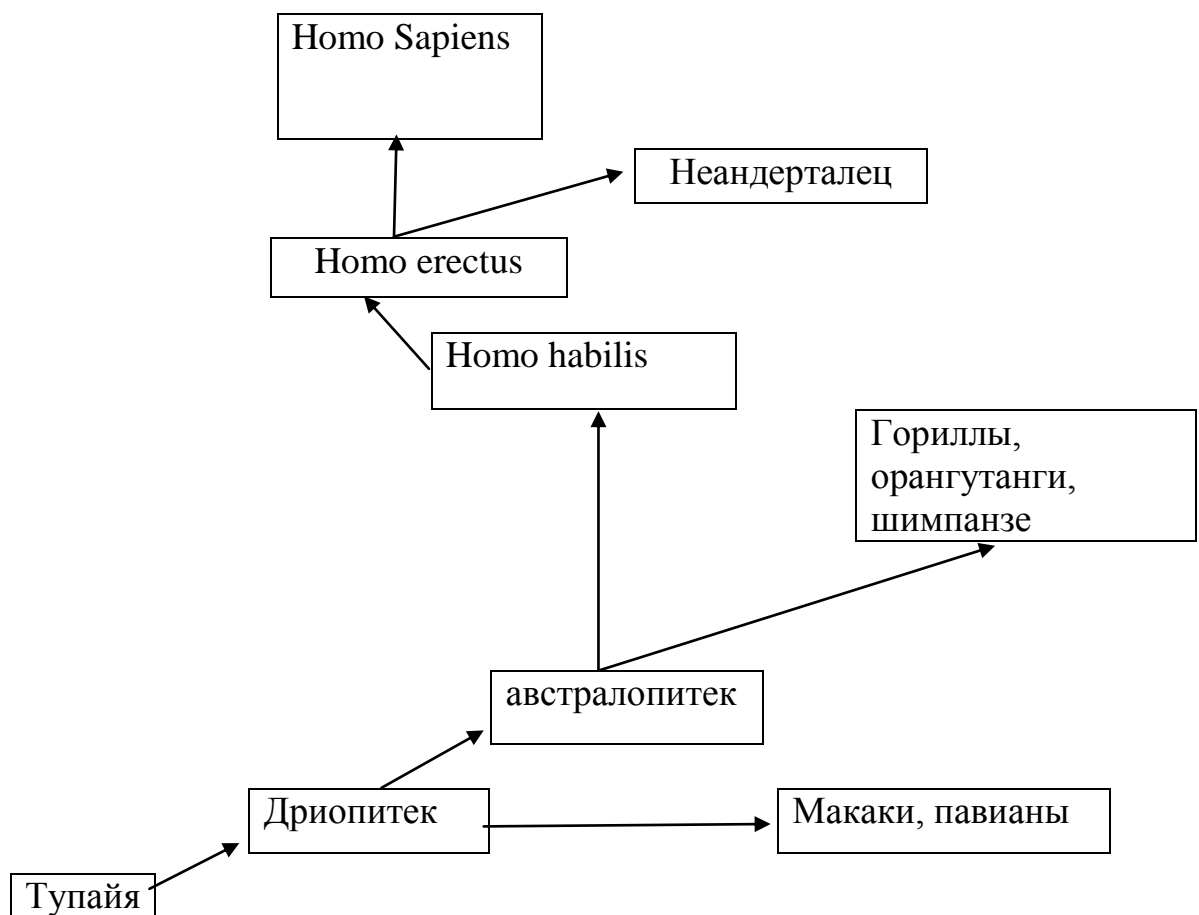 Homo Sapiens
Неандерталец
Homo erectus
Homo habilis
Гориллы,
орангутанги,
шимпанзе
австралопитек
Дриопитек
Макаки, павианы
Тупайя